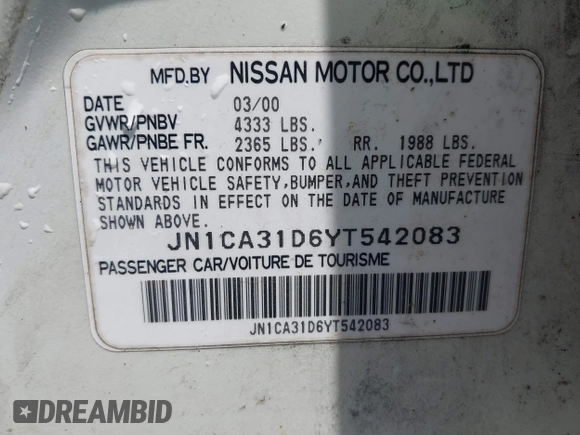 MFD.BY NISSAN MOTOR CO.,LTD
DATE 03/00
GVWR/PNBV 4333 LBS.
GAWR/PNBE FR. 2365 LBS. RR. 1988 LBS.
THIS VEHICLE CONFORMS TO ALL APPLICABLE FEDERAL
MOTOR VEHICLE SAFETY,BUMPER,AND THEFT PREVENTION
STANDARDS IN EFFECT ON THE DATE OF MANUFACTURE
SHOWN ABOVE.
JN1CA31D6YT542083
PASSENGER CAR/VOITURE DE TOURISME
JN1CA31D6YT542083
DREAMBID